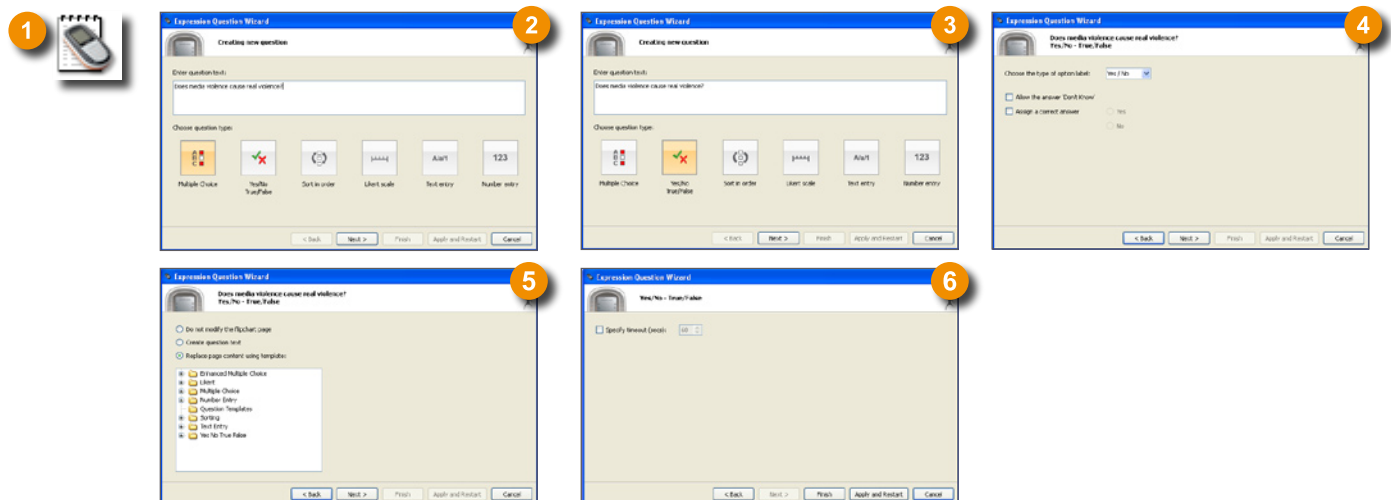 1
2
Expression Question Wizard
Creating new question
Enter question text:
Does media violence cause real violence?
Choose question type:
A
B
C
Abc1
123
Multiple Choice
Yes/No
True/False
Sort in order
Likert scale
Text entry
Number entry
< Back
Next >
Finish
Apply and Restart
Cancel
3
Expression Question Wizard
Creating new question
Enter question text:
Does media violence cause real violence?
Choose question type:
A
B
C
Abc1
123
Multiple Choice
Yes/No
True/False
Sort in order
Likert scale
Text entry
Number entry
< Back
Next >
Finish
Apply and Restart
Cancel
4
Expression Question Wizard
Does media violence cause real violence?
Yes/No - True/False
Choose the type of option label:
Yes / No
Allow the answer 'Don't Know'
Assign a correct answer
Yes
No
< Back
Next >
Finish
Apply and Restart
Cancel
5
Expression Question Wizard
Does media violence cause real violence?
Yes/No - True/False
Do not modify the flipchart page
Create question text
Replace page content using template:
Enhanced Multiple Choice
Likert
Multiple Choice
Number Entry
Question Templates
Sorting
Text Entry
Yes No True False
< Back
Next >
Finish
Apply and Restart
Cancel
6
Expression Question Wizard
Yes/No - True/False
Specify timeout (secs):
60
< Back
Next >
Finish
Apply and Restart
Cancel